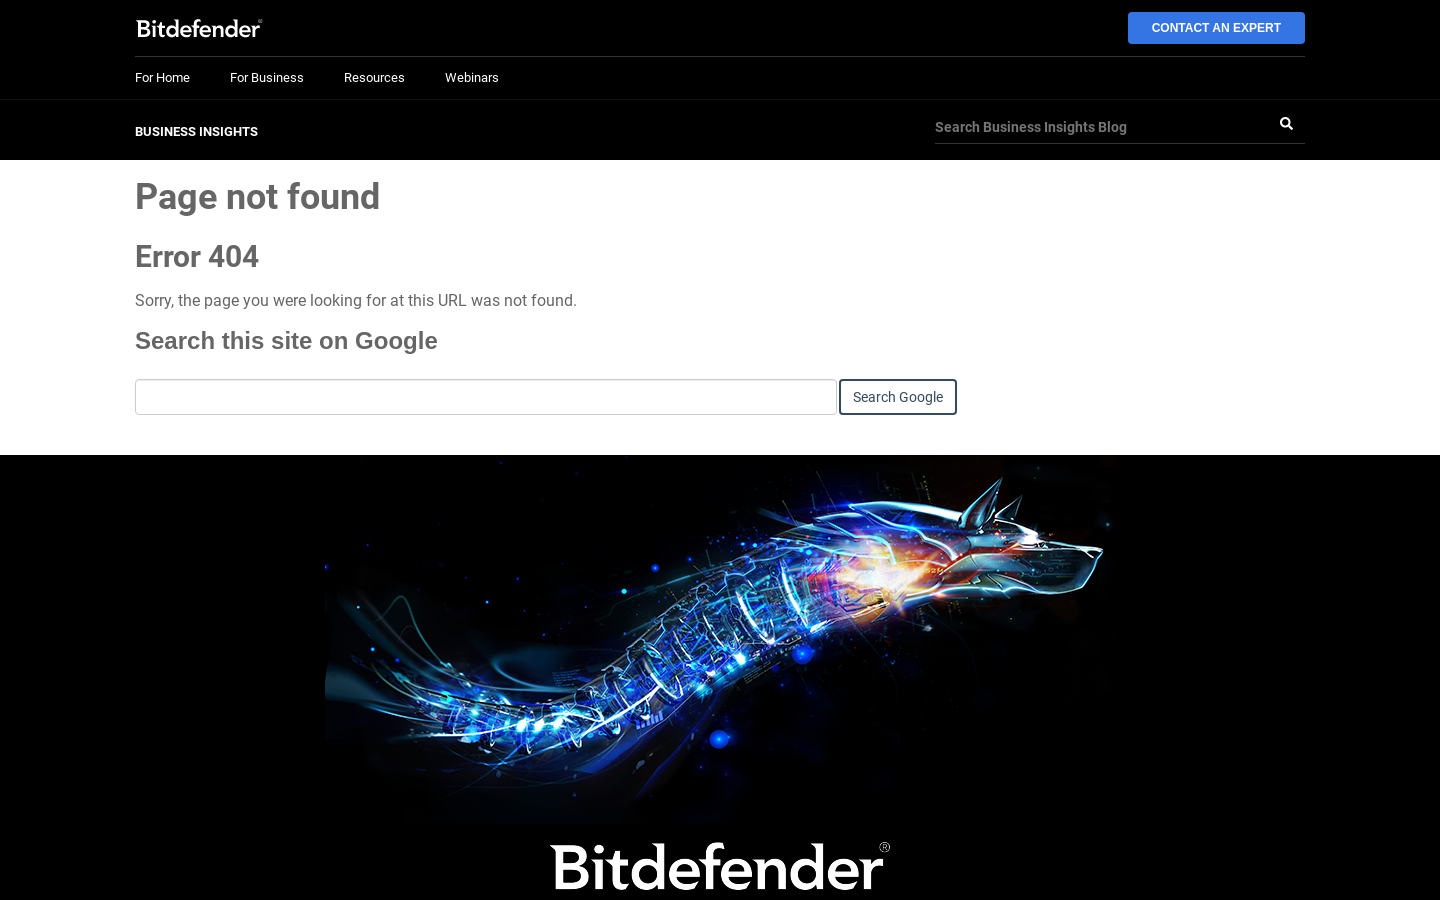 Bitdefender®
CONTACT AN EXPERT
For Home
For Business
Resources
Webinars
BUSINESS INSIGHTS
Search Business Insights Blog
Page not found
Error 404
Sorry, the page you were looking for at this URL was not found.
Search this site on Google
Search Google
Bitdefender®